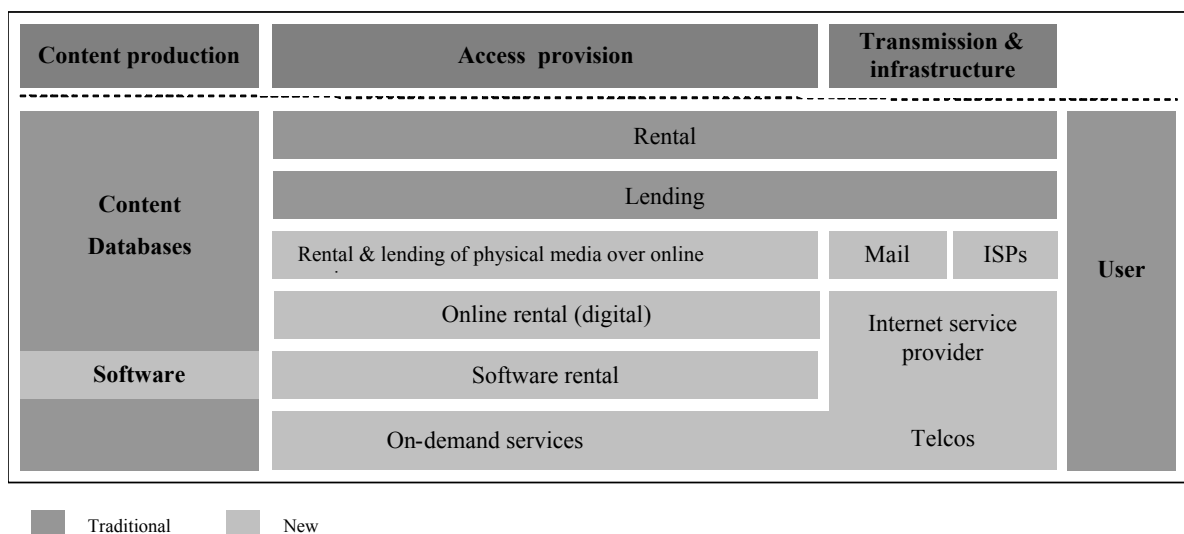 Content production
Access provision
Transmission &
infrastructure
Rental
Lending
Content
Databases
Rental & lending of physical media over online
Mail
ISPs
User
Online rental (digital)
Internet service
provider
Software
Software rental
On-demand services
Telcos
Traditional
New